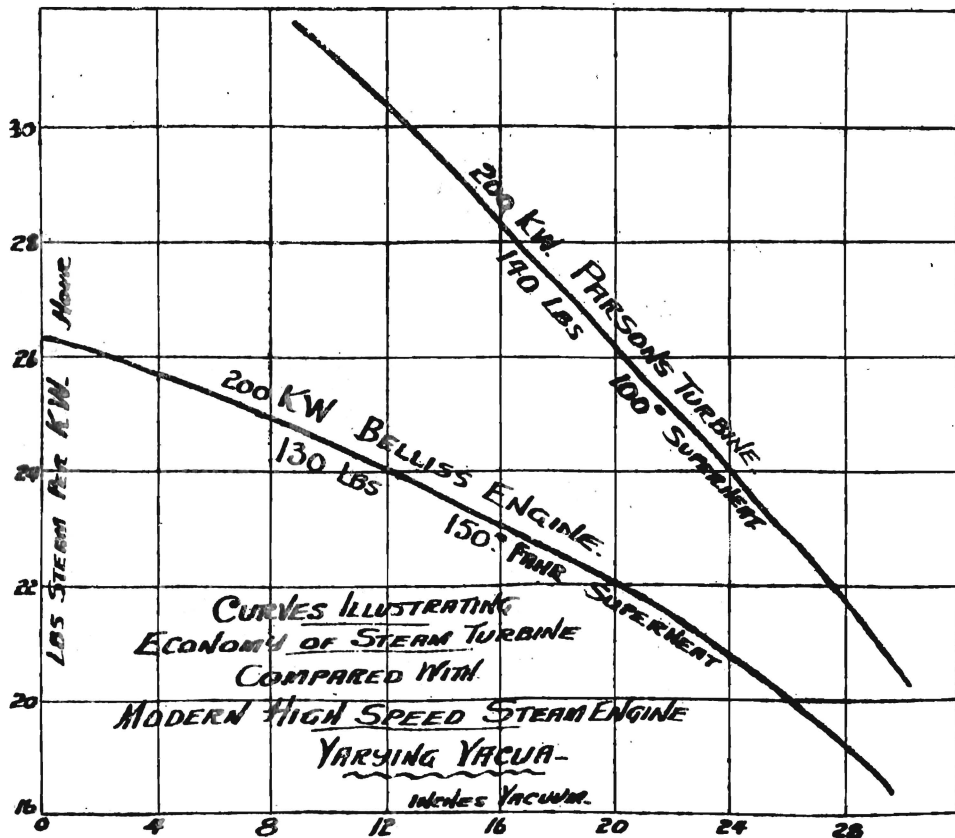 30
28
26
24
22
20
16
LBS STEAM PER KW. HOUR
200 KW. PARSONS TURBINE.
140 LBS
100° SUPERHEAT
200 KW BELLISS ENGINE.
130 LBS
150° FAHR SUPERHEAT
CURVES ILLUSTRATING
ECONOMY OF STEAM TURBINE
COMPARED WITH
MODERN HIGH SPEED STEAM ENGINE
VARYING VACUA-
INCHES VACUUM.
0 4 8 12 16 20 24 28